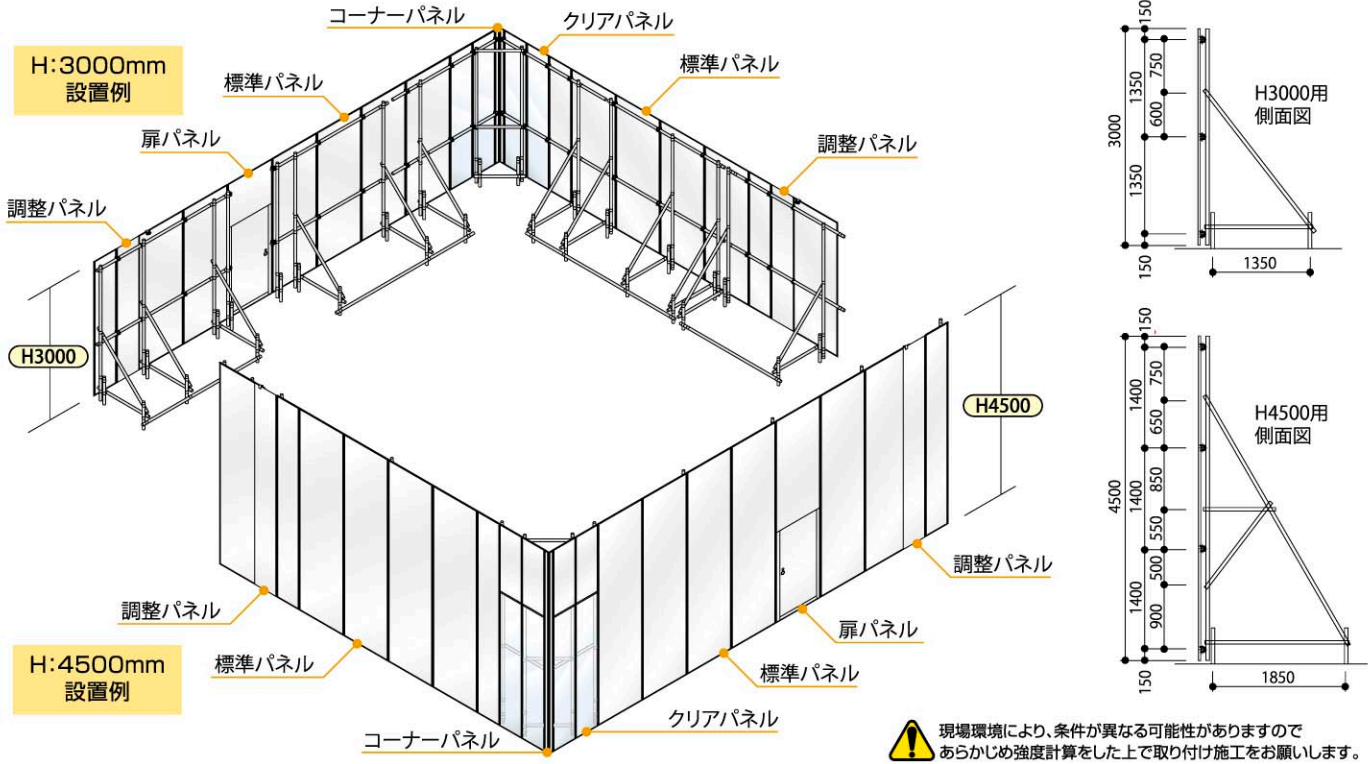 H:3000mm
設置例
コーナーパネル
クリアパネル
標準パネル
標準パネル
扉パネル
調整パネル
調整パネル
H3000
H4500
調整パネル
標準パネル
コーナーパネル
クリアパネル
標準パネル
扉パネル
調整パネル
H:4500mm
設置例
H3000用
側面図
150
750
1350
600
3000
1350
150
1350
H4500用
側面図
150
750
1400
650
850
4500
1400
550
500
1400
900
150
1850
現場環境により、条件が異なる可能性がありますので
あらかじめ強度計算をした上で取り付け施工をお願いします。